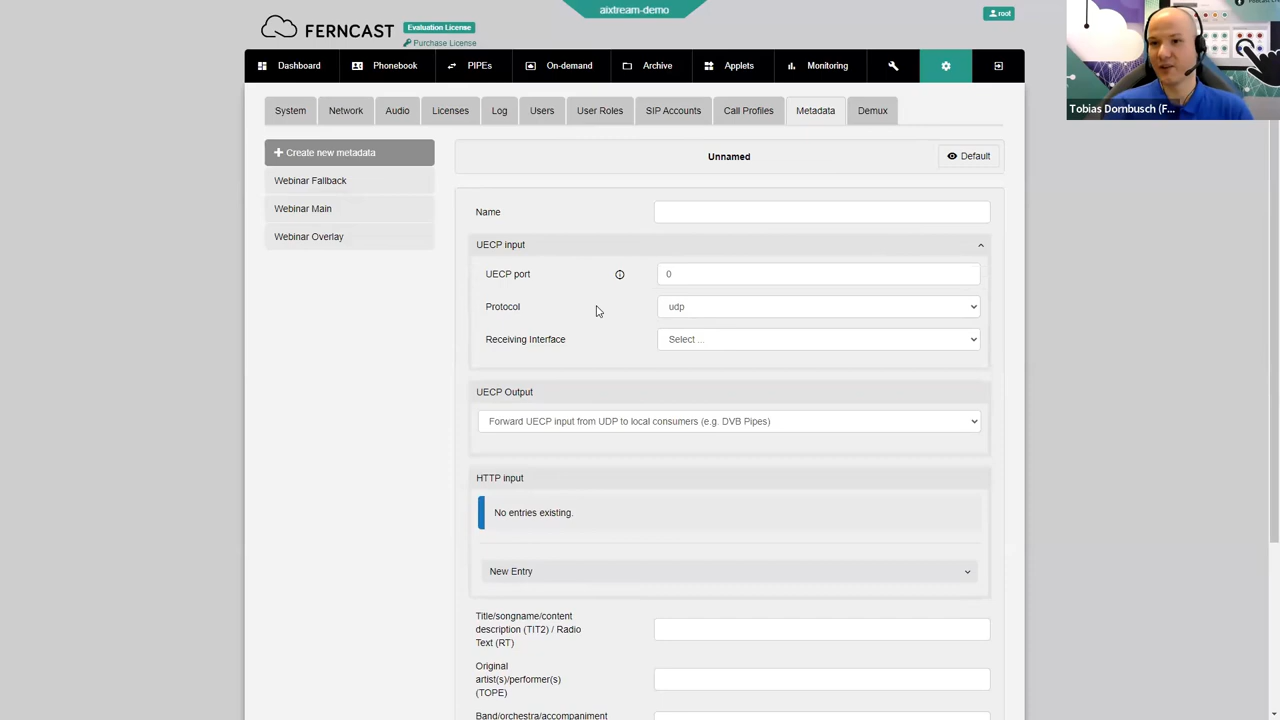 aixtream-demo
FERNCAST
Evaluation License
Purchase License
root
Dashboard
Phonebook
PIPEs
On-demand
Archive
Applets
Monitoring
System
Network
Audio
Licenses
Log
Users
User Roles
SIP Accounts
Call Profiles
Metadata
Demux
Create new metadata
Webinar Fallback
Webinar Main
Webinar Overlay
Unnamed
Default
Name
UECP input
UECP port
0
Protocol
udp
Receiving Interface
Select ...
UECP Output
Forward UECP input from UDP to local consumers (e.g. DVB Pipes)
HTTP input
No entries existing.
New Entry
Title/songname/content
description (TIT2) / Radio
Text (RT)
Original
artist(s)/performer(s)
(TOPE)
Band/orchestra/accompaniment
Tobias Dornbusch (F...